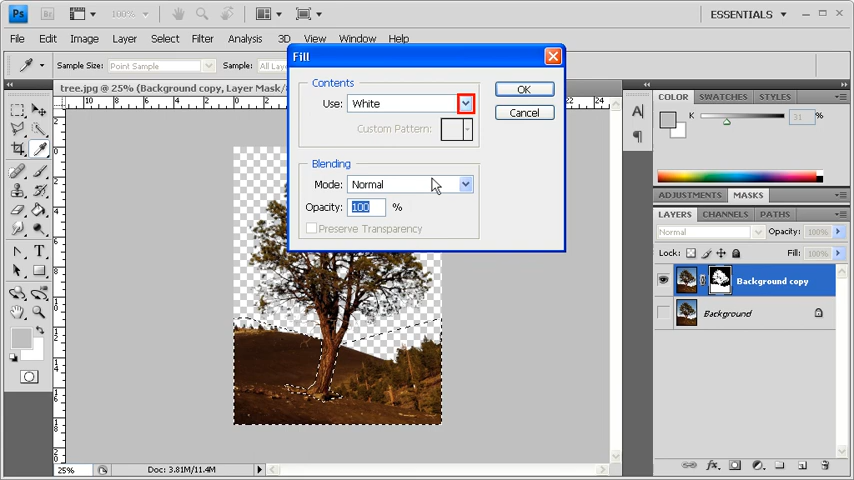 Ps Br 100% ESSENTIALS
File Edit Image Layer Select Filter Analysis 3D View Window Help
Sample Size: Point Sample Sample: All
tree.jpg @ 25% (Background copy, Layer Mask/8
Fill
Contents
Use: White
Custom Pattern:
OK
Cancel
Blending
Mode: Normal
Opacity: 100 %
Preserve Transparency
COLOR SWATCHES STYLES
K 31 %
ADJUSTMENTS MASKS
LAYERS CHANNELS PATHS
Normal Opacity: 100%
Lock: Fill: 100%
Background copy
Background
25% Doc: 3.81M/11.4M